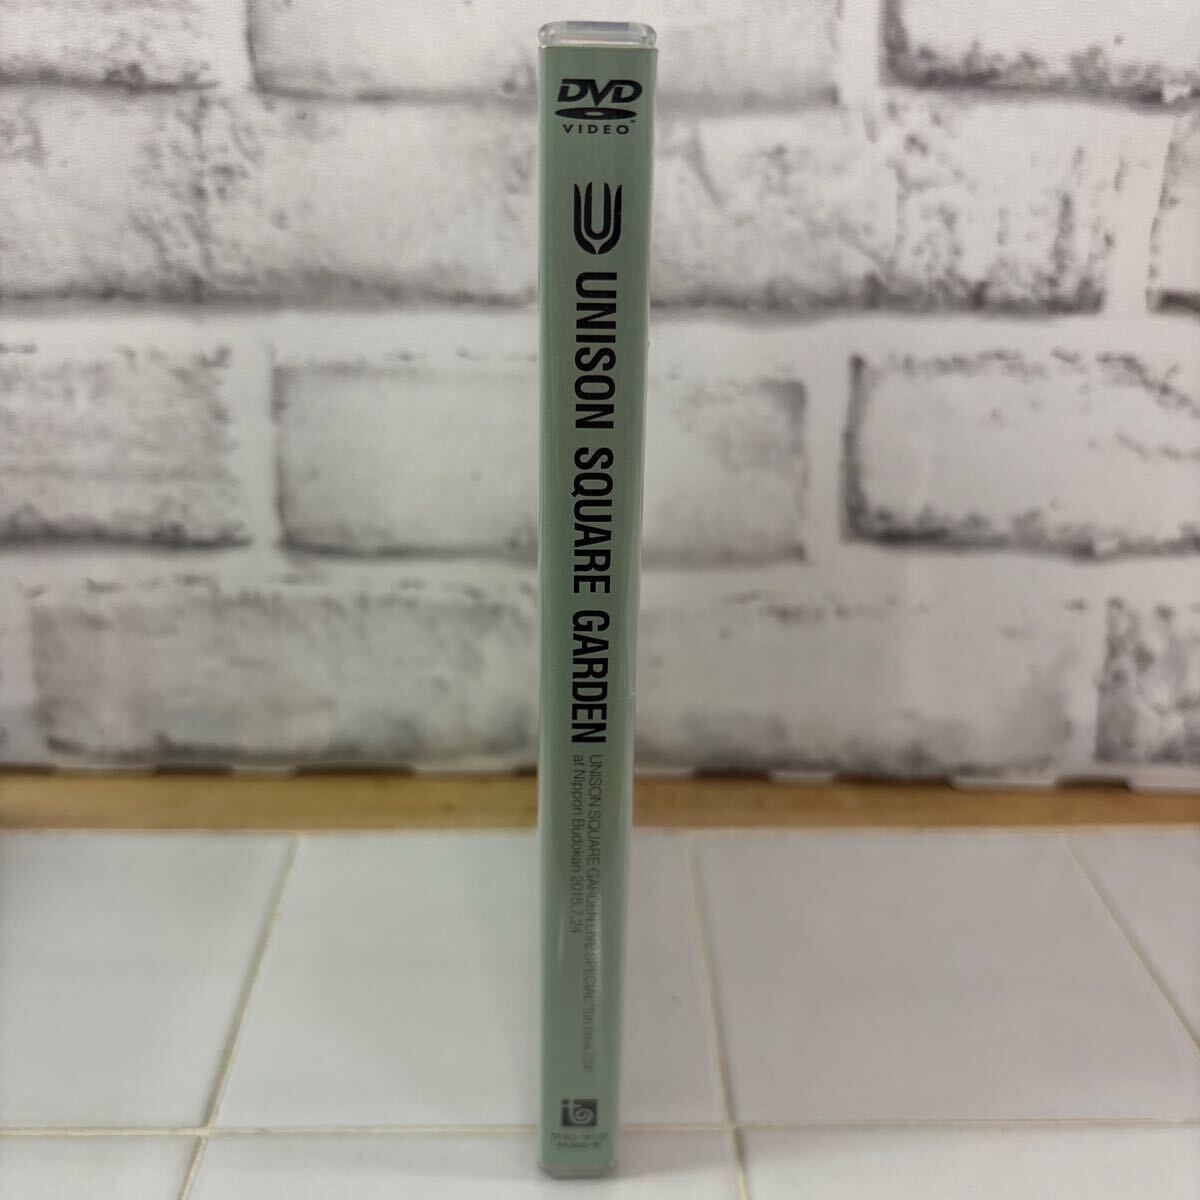 DVD
VIDEO
UNISON SQUARE GARDEN
UNISON SQUARE GARDEN LIVE SPECIAL "fun time 724"
at Nippon Budokan 2015.7.24